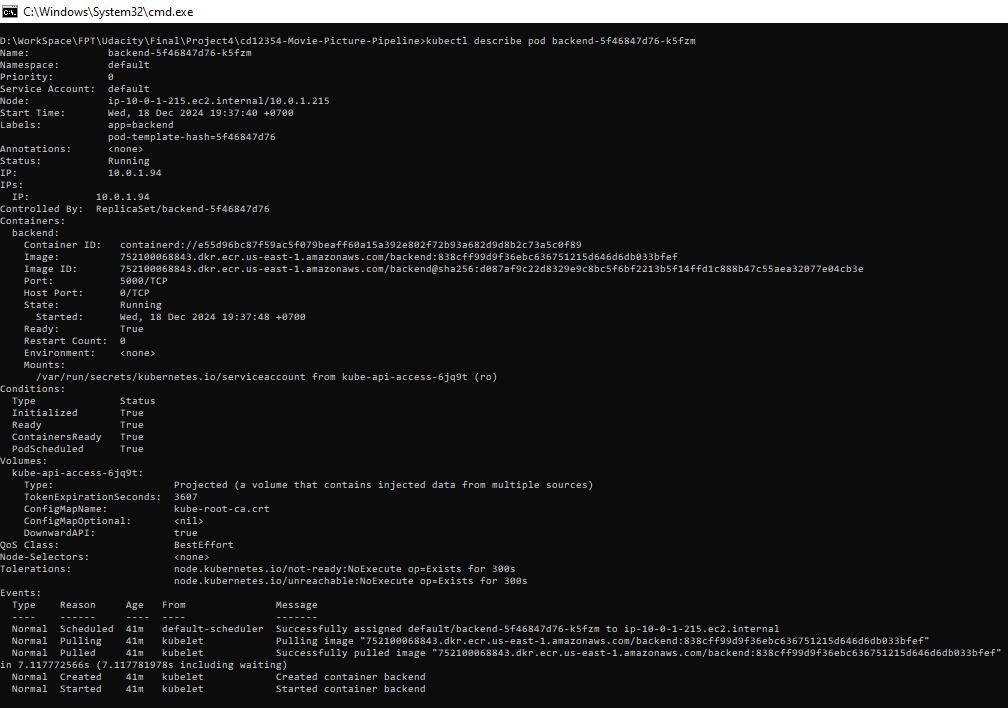 C:\Windows\System32\cmd.exe
D:\WorkSpace\FPT\Udacity\Final\Project4\cd12354-Movie-Picture-Pipeline>kubectl describe pod backend-5f46847d76-k5fzm
Name:             backend-5f46847d76-k5fzm
Namespace:        default
Priority:         0
Service Account:  default
Node:             ip-10-0-1-215.ec2.internal/10.0.1.215
Start Time:       Wed, 18 Dec 2024 19:37:40 +0700
Labels:           app=backend
                  pod-template-hash=5f46847d76
Annotations:      <none>
Status:           Running
IP:               10.0.1.94
IPs:
  IP:           10.0.1.94
Controlled By:  ReplicaSet/backend-5f46847d76
Containers:
  backend:
    Container ID:   containerd://e55d96bc87f59ac5f079beaff60a15a392e802f72b93a682d9d8b2c73a5c0f89
    Image:          752100068843.dkr.ecr.us-east-1.amazonaws.com/backend:838cff99d9f36ebc636751215d646d6db033bfef
    Image ID:       752100068843.dkr.ecr.us-east-1.amazonaws.com/backend@sha256:d087af9c22d8329e9c8bc5f6bf2213b5f14ffd1c888b47c55aea32077e04cb3e
    Port:           5000/TCP
    Host Port:      0/TCP
    State:          Running
      Started:      Wed, 18 Dec 2024 19:37:48 +0700
    Ready:          True
    Restart Count:  0
    Environment:    <none>
    Mounts:
      /var/run/secrets/kubernetes.io/serviceaccount from kube-api-access-6jq9t (ro)
Conditions:
  Type              Status
  Initialized       True
  Ready             True
  ContainersReady   True
  PodScheduled      True
Volumes:
  kube-api-access-6jq9t:
    Type:                    Projected (a volume that contains injected data from multiple sources)
    TokenExpirationSeconds:  3607
    ConfigMapName:           kube-root-ca.crt
    ConfigMapOptional:       <nil>
    DownwardAPI:             true
QoS Class:                   BestEffort
Node-Selectors:              <none>
Tolerations:                 node.kubernetes.io/not-ready:NoExecute op=Exists for 300s
                             node.kubernetes.io/unreachable:NoExecute op=Exists for 300s
Events:
  Type    Reason     Age   From               Message
  ----    ------     ----  ----               -------
  Normal  Scheduled  41m   default-scheduler  Successfully assigned default/backend-5f46847d76-k5fzm to ip-10-0-1-215.ec2.internal
  Normal  Pulling    41m   kubelet            Pulling image "752100068843.dkr.ecr.us-east-1.amazonaws.com/backend:838cff99d9f36ebc636751215d646d6db033bfef"
  Normal  Pulled     41m   kubelet            Successfully pulled image "752100068843.dkr.ecr.us-east-1.amazonaws.com/backend:838cff99d9f36ebc636751215d646d6db033bfef"
in 7.117772566s (7.117781978s including waiting)
  Normal  Created    41m   kubelet            Created container backend
  Normal  Started    41m   kubelet            Started container backend